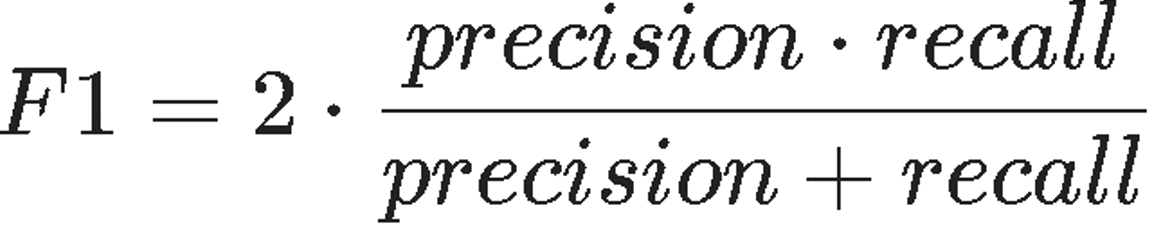 F1 = 2 · precision · recall
precision + recall